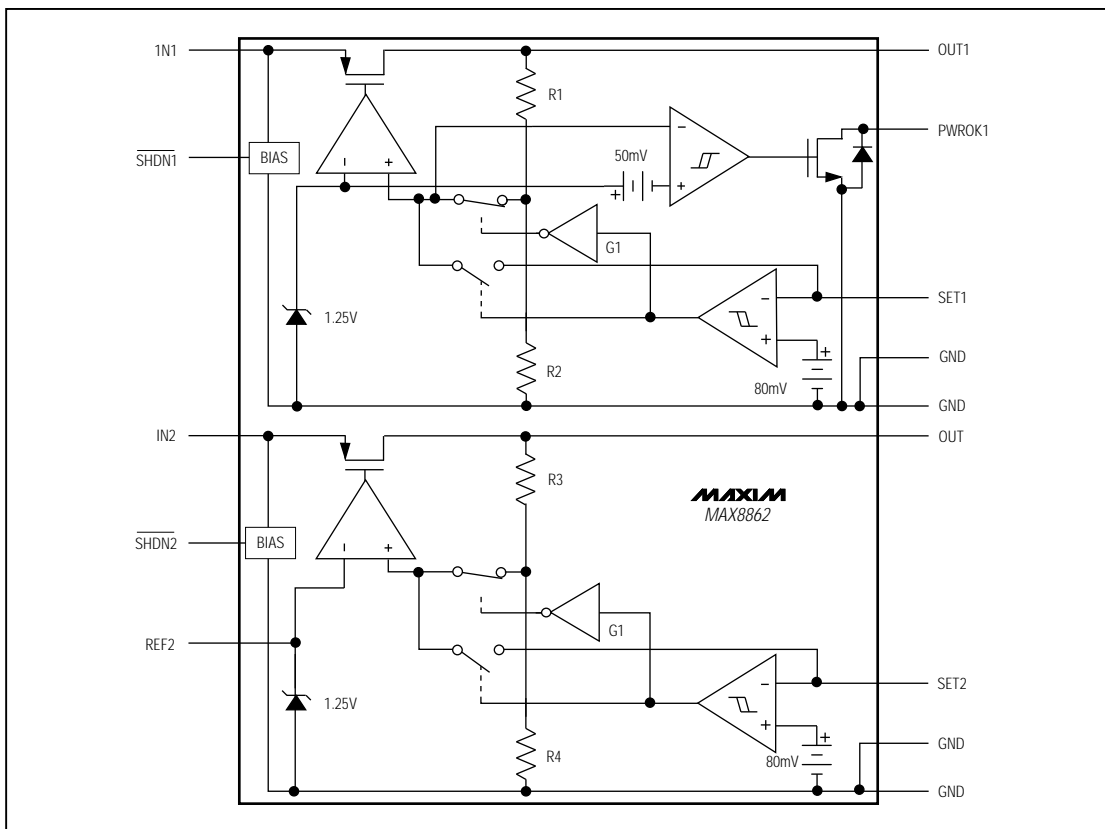 1N1
OUT1
R1
PWROK1
SHDN1
BIAS
50mV
−
+
+
−
+
G1
1.25V
−
+
SET1
+
R2
80mV
GND
GND
IN2
OUT
R3
MAXIM
MAX8862
SHDN2
BIAS
−
+
G1
REF2
1.25V
−
+
SET2
+
R4
80mV
GND
GND